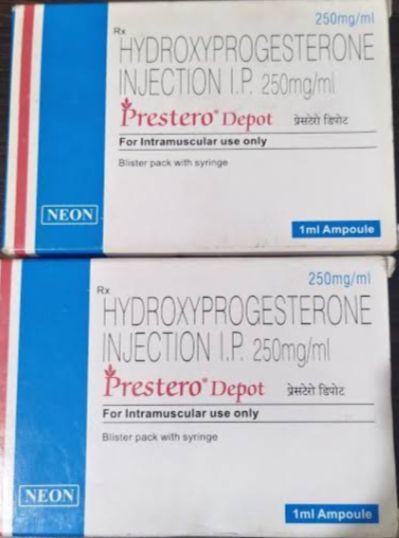 250mg/ml
Rx
HYDROXYPROGESTERONE
INJECTION I.P. 250mg/ml
Prestero® Depot प्रेसटेरो डिपोट
For Intramuscular use only
Blister pack with syringe
NEON
1ml Ampoule
250mg/ml
Rx
HYDROXYPROGESTERONE
INJECTION I.P. 250mg/ml
Prestero® Depot प्रेसटेरो डिपोट
For Intramuscular use only
Blister pack with syringe
NEON
1ml Ampoule